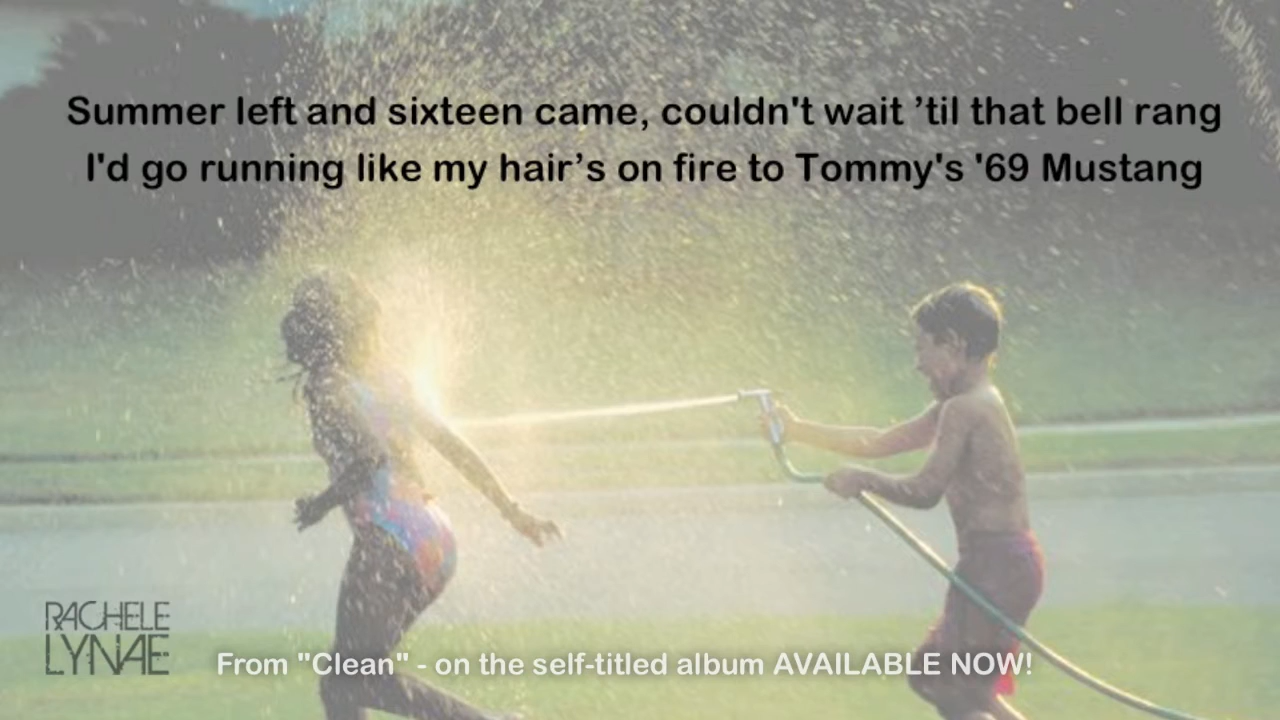 Summer left and sixteen came, couldn't wait ’til that bell rang
I'd go running like my hair’s on fire to Tommy's '69 Mustang
RACHELE
LYNAE
From "Clean" - on the self-titled album AVAILABLE NOW!